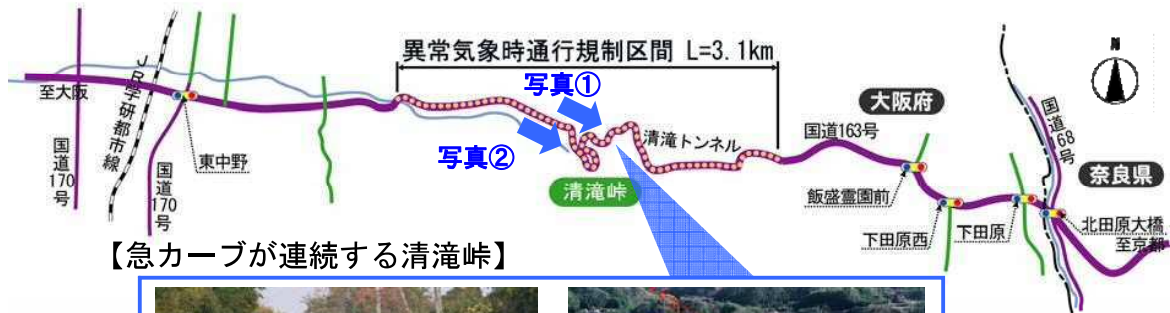 異常気象時通行規制区間 L=3.1km
写真①
写真②
至大阪
国道170号
JR学研都市線
国道170号
東中野
清滝トンネル
清滝峠
国道163号
大阪府
飯盛霊園前
下田原西
下田原
国道168号
奈良県
北田原大橋
至京都
N
【急カーブが連続する清滝峠】